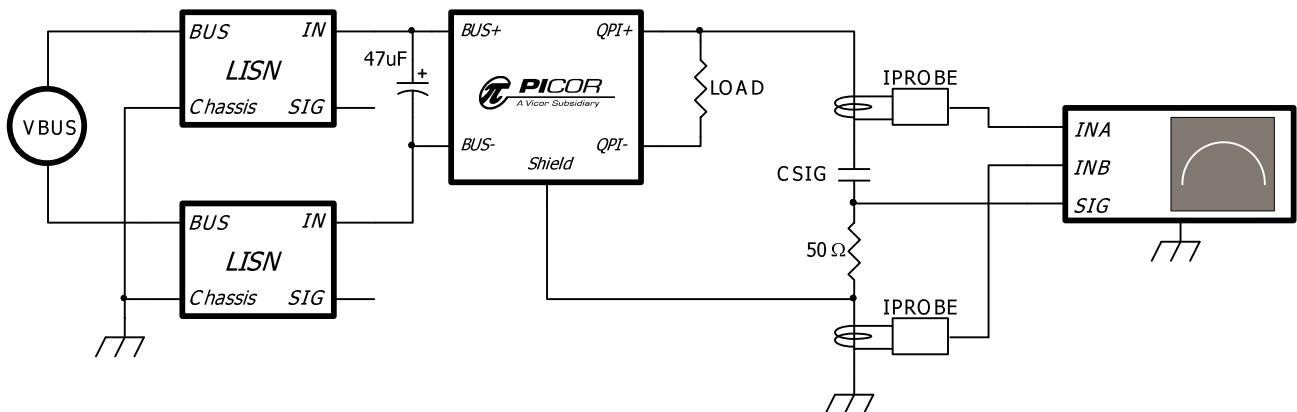 VBUS
BUS IN
LISN
Chassis SIG
BUS IN
LISN
Chassis SIG
47uF
+
BUS+ QPI+
π PICOR
A Vicor Subsidiary
BUS- QPI-
Shield
LOAD
IPROBE
CSIG
50 Ω
IPROBE
INA
INB
SIG